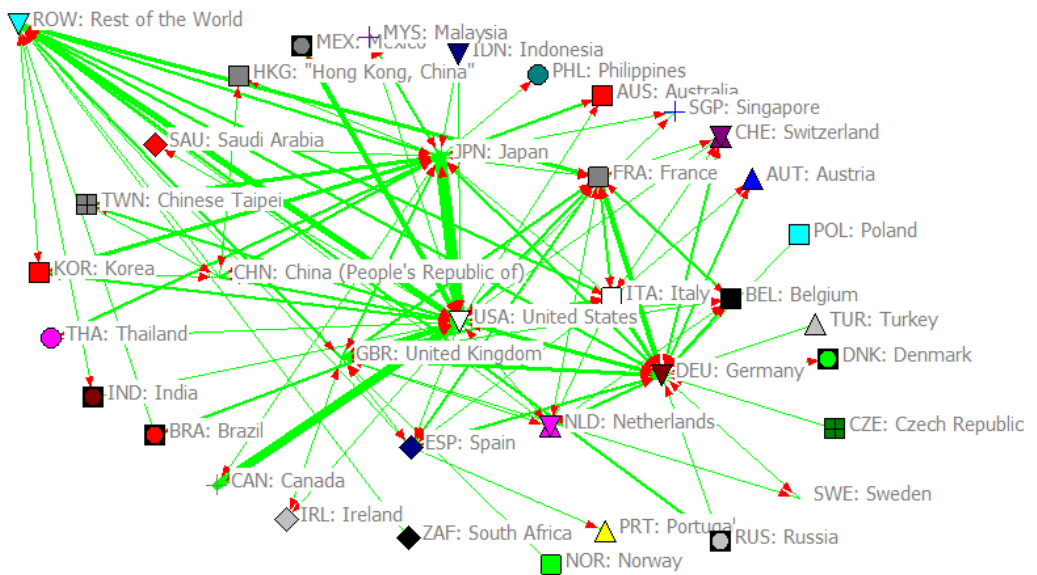 ROW: Rest of the World
MEX: Mexico
MYS: Malaysia
IDN: Indonesia
HKG: "Hong Kong, China"
PHL: Philippines
AUS: Australia
SGP: Singapore
CHE: Switzerland
SAU: Saudi Arabia
JPN: Japan
FRA: France
AUT: Austria
TWN: Chinese Taipei
POL: Poland
KOR: Korea
CHN: China (People's Republic of)
ITA: Italy
BEL: Belgium
USA: United States
TUR: Turkey
THA: Thailand
GBR: United Kingdom
DNK: Denmark
DEU: Germany
IND: India
NLD: Netherlands
CZE: Czech Republic
BRA: Brazil
ESP: Spain
CAN: Canada
SWE: Sweden
IRL: Ireland
ZAF: South Africa
PRT: Portugal
RUS: Russia
NOR: Norway